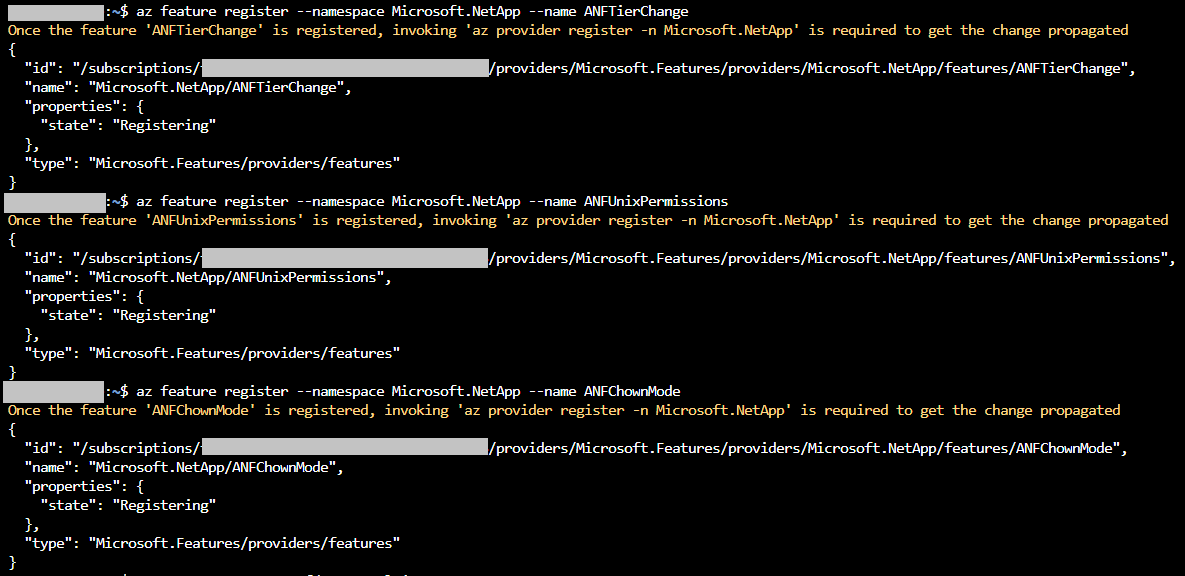 :~$ az feature register --namespace Microsoft.NetApp --name ANFTierChange
Once the feature 'ANFTierChange' is registered, invoking 'az provider register -n Microsoft.NetApp' is required to get the change propagated
{
  "id": "/subscriptions/ /providers/Microsoft.Features/providers/Microsoft.NetApp/features/ANFTierChange",
  "name": "Microsoft.NetApp/ANFTierChange",
  "properties": {
    "state": "Registering"
  },
  "type": "Microsoft.Features/providers/features"
}
:~$ az feature register --namespace Microsoft.NetApp --name ANFUnixPermissions
Once the feature 'ANFUnixPermissions' is registered, invoking 'az provider register -n Microsoft.NetApp' is required to get the change propagated
{
  "id": "/subscriptions/ /providers/Microsoft.Features/providers/Microsoft.NetApp/features/ANFUnixPermissions",
  "name": "Microsoft.NetApp/ANFUnixPermissions",
  "properties": {
    "state": "Registering"
  },
  "type": "Microsoft.Features/providers/features"
}
:~$ az feature register --namespace Microsoft.NetApp --name ANFChownMode
Once the feature 'ANFChownMode' is registered, invoking 'az provider register -n Microsoft.NetApp' is required to get the change propagated
{
  "id": "/subscriptions/ /providers/Microsoft.Features/providers/Microsoft.NetApp/features/ANFChownMode",
  "name": "Microsoft.NetApp/ANFChownMode",
  "properties": {
    "state": "Registering"
  },
  "type": "Microsoft.Features/providers/features"
}